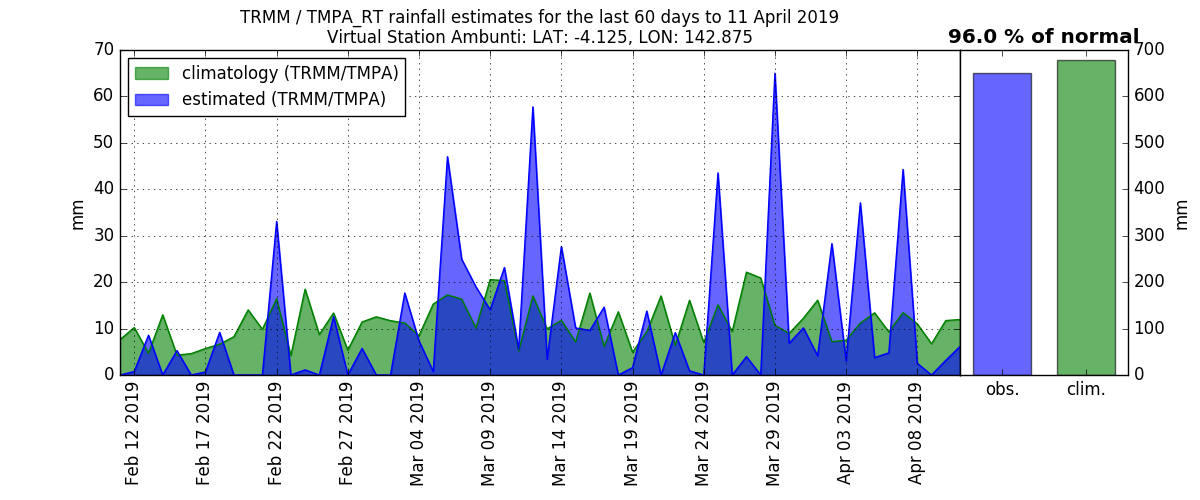 TRMM / TMPA_RT rainfall estimates for the last 60 days to 11 April 2019
Virtual Station Ambunti: LAT: -4.125, LON: 142.875
96.0 % of normal
climatology (TRMM/TMPA)
estimated (TRMM/TMPA)
70
60
50
40
30
20
10
0
mm
700
600
500
400
300
200
100
0
mm
obs.
clim.
Feb 12 2019
Feb 17 2019
Feb 22 2019
Feb 27 2019
Mar 04 2019
Mar 09 2019
Mar 14 2019
Mar 19 2019
Mar 24 2019
Mar 29 2019
Apr 03 2019
Apr 08 2019